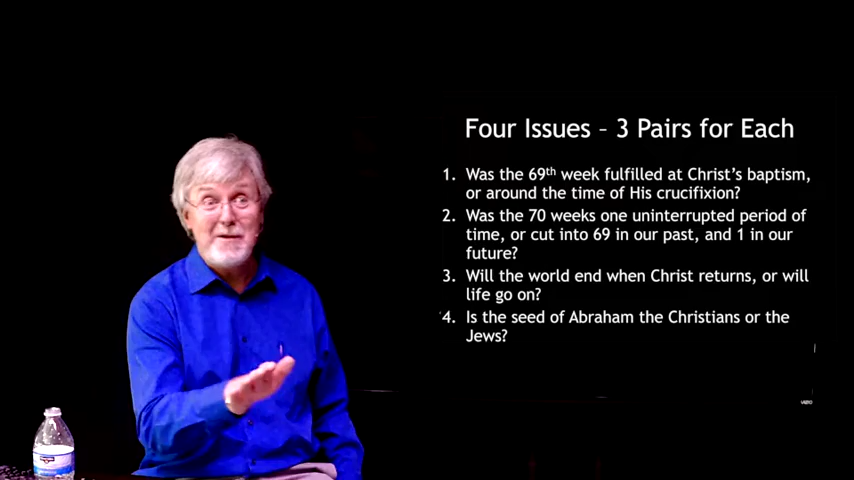 Four Issues – 3 Pairs for Each
1. Was the 69th week fulfilled at Christ's baptism,
or around the time of His crucifixion?
2. Was the 70 weeks one uninterrupted period of
time, or cut into 69 in our past, and 1 in our
future?
3. Will the world end when Christ returns, or will
life go on?
4. Is the seed of Abraham the Christians or the
Jews?
VIZIO